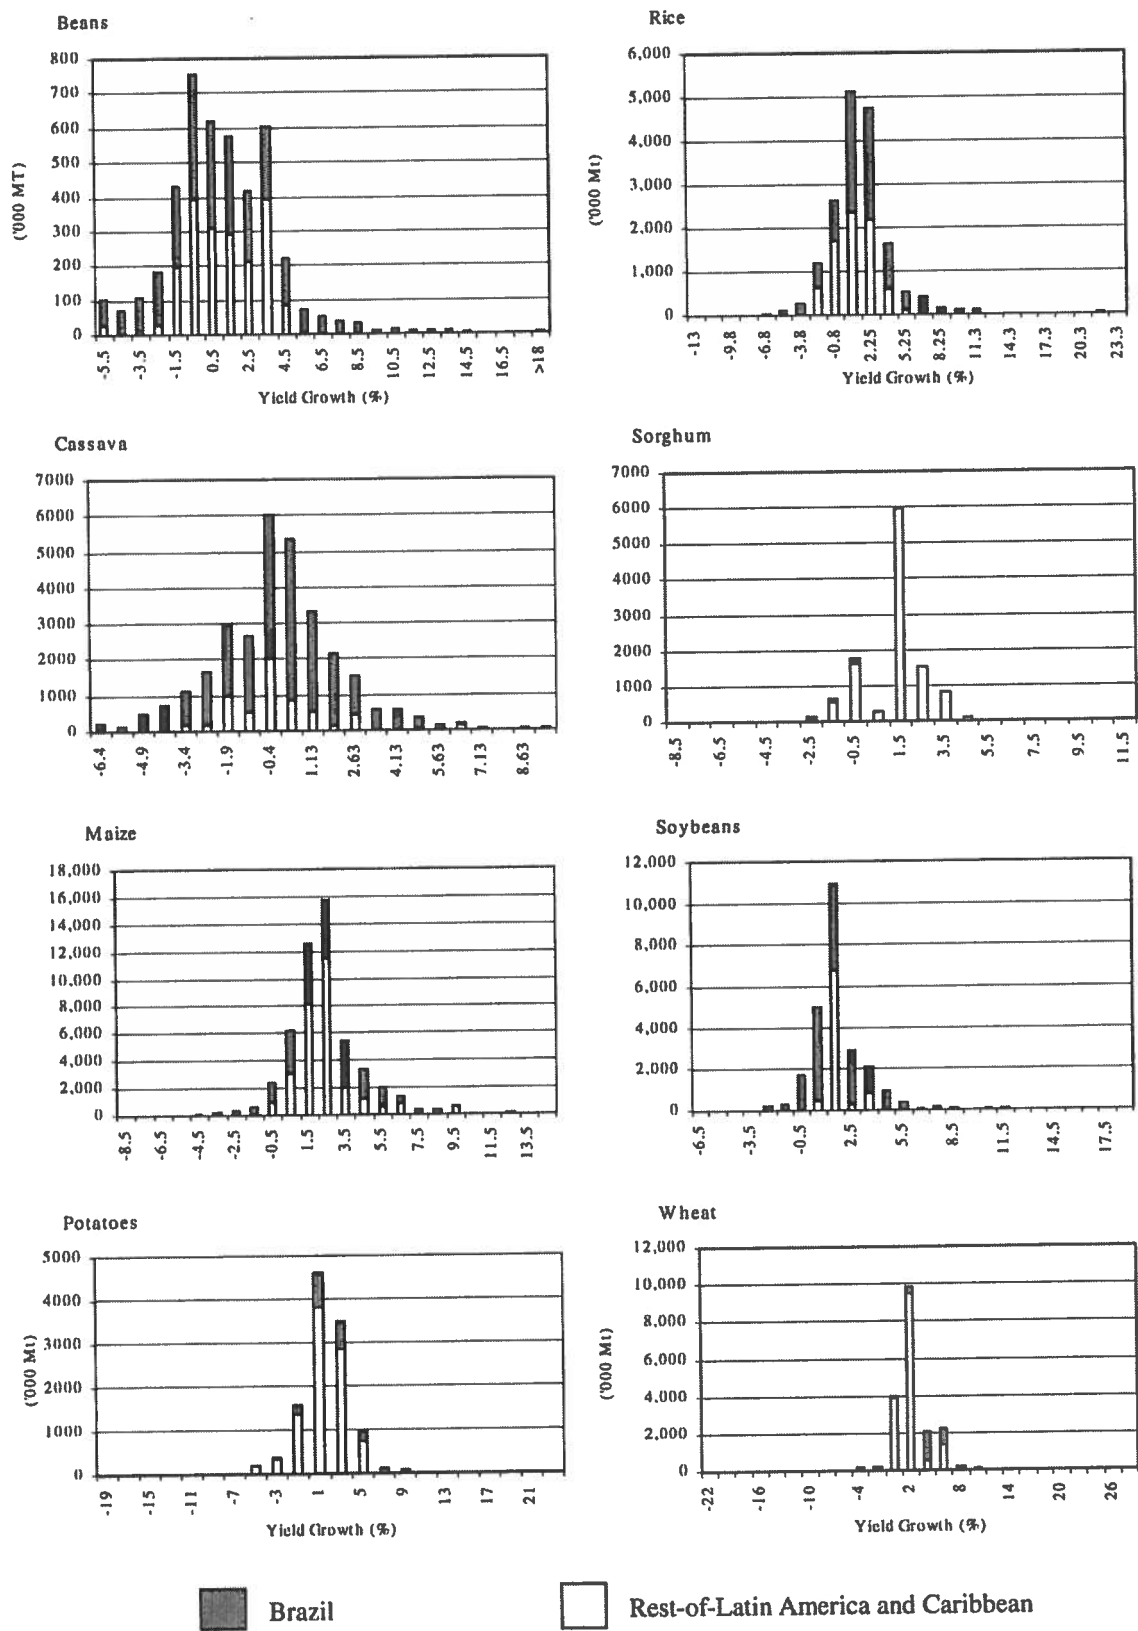 Beans
800
700
600
500
400
300
200
100
0
('000 MT)
-5.5 -3.5 -1.5 0.5 2.5 4.5 6.5 8.5 10.5 12.5 14.5 16.5 >18
Yield Growth (%)
Rice
6,000
5,000
4,000
3,000
2,000
1,000
0
('000 Mt)
-13 -9.8 -6.8 -3.8 -0.8 2.25 5.25 8.25 11.3 14.3 17.3 20.3 23.3
Yield Growth (%)
Cassava
7000
6000
5000
4000
3000
2000
1000
0
-6.4 -4.9 -3.4 -1.9 -0.4 1.13 2.63 4.13 5.63 7.13 8.63
Sorghum
7000
6000
5000
4000
3000
2000
1000
0
-8.5 -6.5 -4.5 -2.5 -0.5 1.5 3.5 5.5 7.5 9.5 11.5
Maize
18,000
16,000
14,000
12,000
10,000
8,000
6,000
4,000
2,000
0
-8.5 -6.5 -4.5 -2.5 -0.5 1.5 3.5 5.5 7.5 9.5 11.5 13.5
Soybeans
12,000
10,000
8,000
6,000
4,000
2,000
0
-6.5 -3.5 -0.5 2.5 5.5 8.5 11.5 14.5 17.5
Potatoes
5000
4000
3000
2000
1000
0
('000 Mt)
-19 -15 -11 -7 -3 1 5 9 13 17 21
Yield Growth (%)
Wheat
12,000
10,000
8,000
6,000
4,000
2,000
0
('000 Mt)
-22 -16 -10 -4 2 8 14 20 26
Yield Growth (%)
Brazil
Rest-of-Latin America and Caribbean